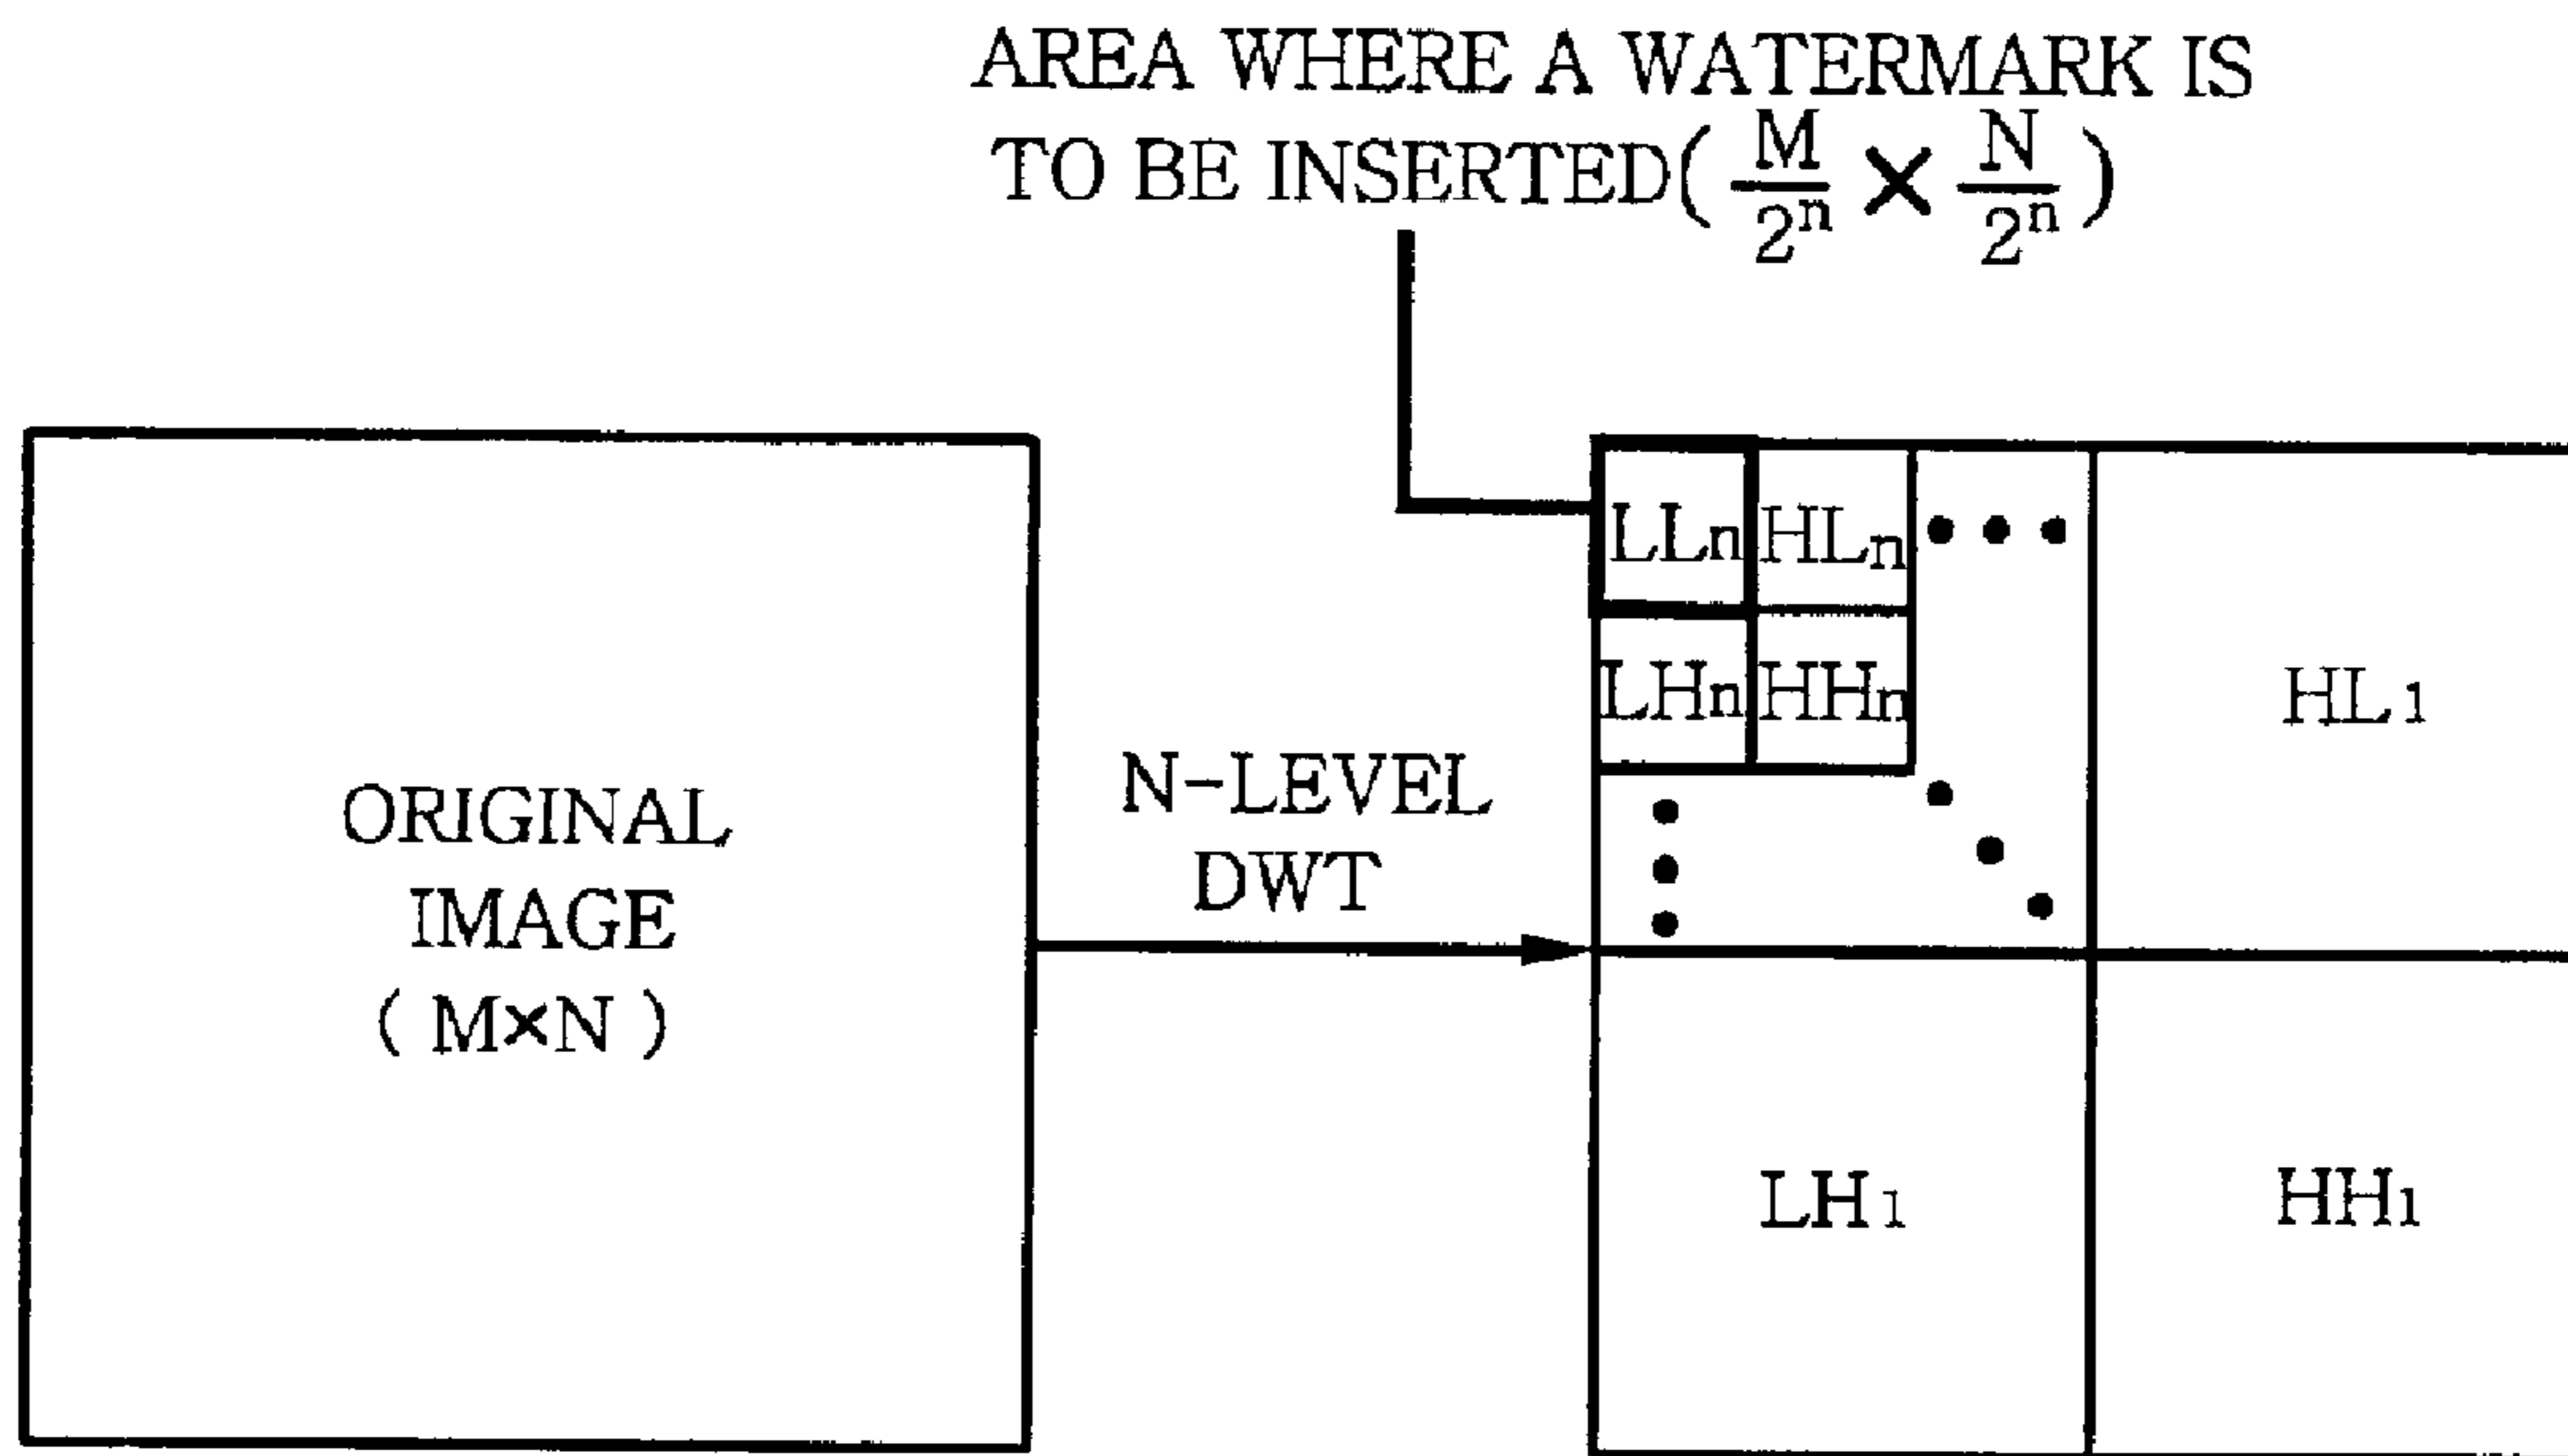 AREA WHERE A WATERMARK IS
TO BE INSERTED( M/2ⁿ × N/2ⁿ )
ORIGINAL
IMAGE
( M×N )
N-LEVEL
DWT
LLn HLn
LHn HHn
HL1
LH1
HH1